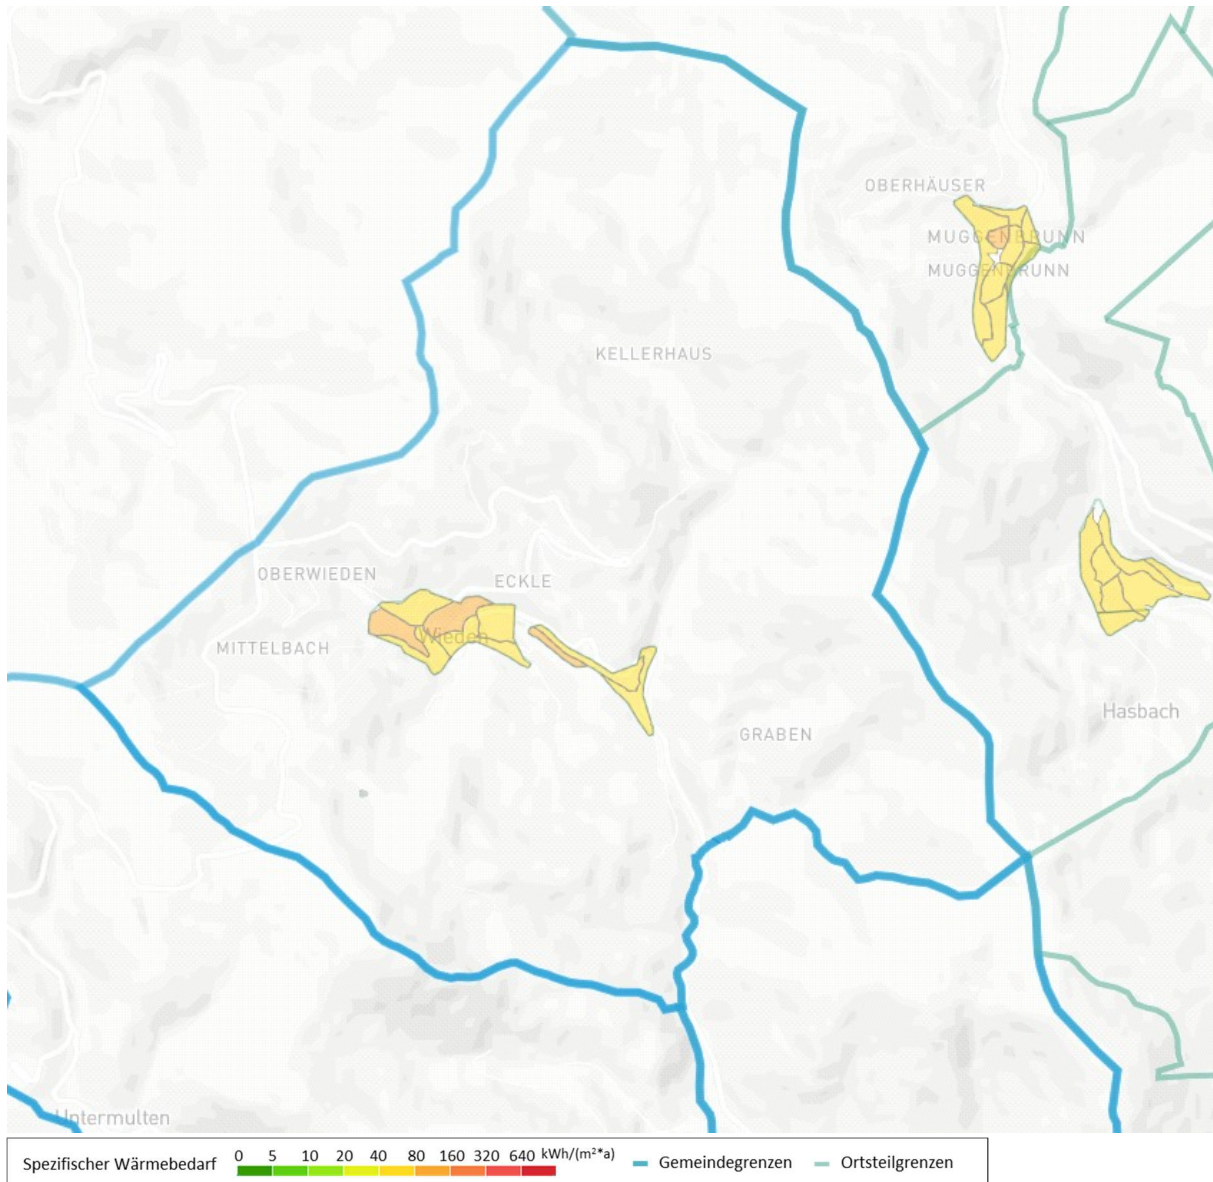 OBERHÄUSER
MUGGENBRUNN
MUGGENBRUNN
KELLERHAUS
OBERWIEDEN
ECKLE
Wieden
MITTELBACH
Hasbach
GRABEN
Untermulten
Spezifischer Wärmebedarf 0 5 10 20 40 80 160 320 640 kWh/(m²*a) Gemeindegrenzen Ortsteilgrenzen